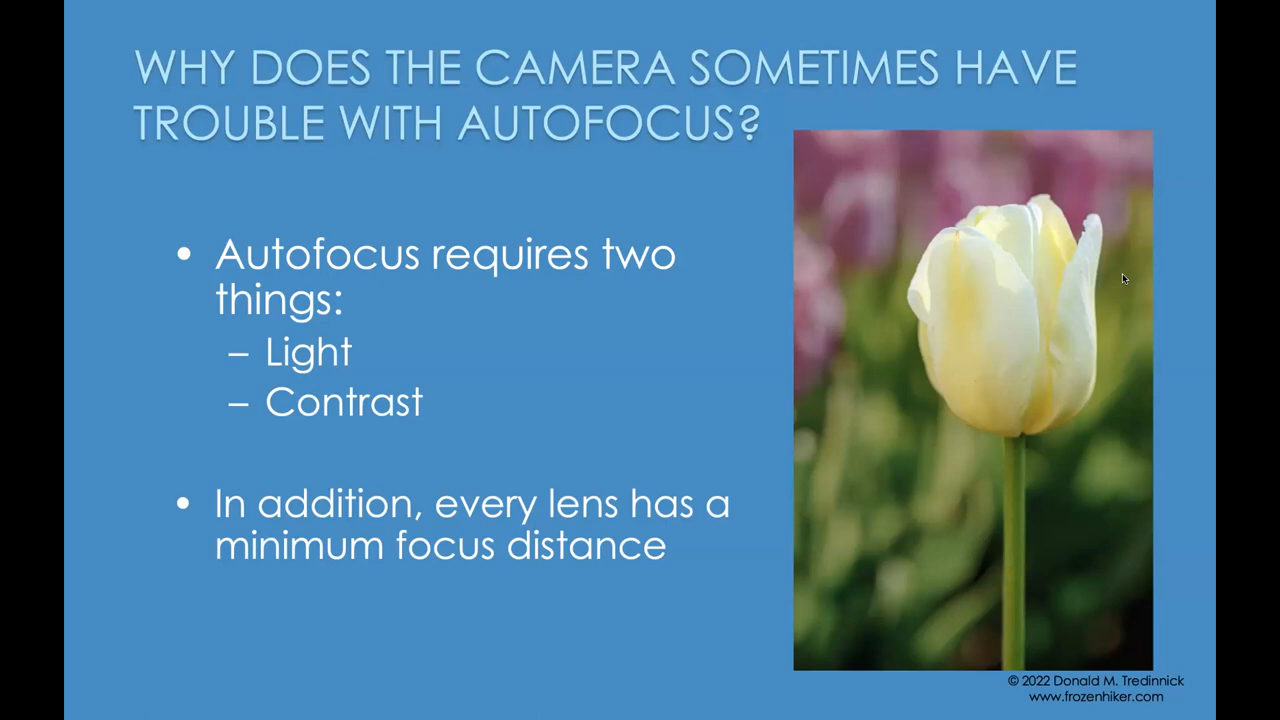 WHY DOES THE CAMERA SOMETIMES HAVE
TROUBLE WITH AUTOFOCUS?
• Autofocus requires two
things:
– Light
– Contrast
• In addition, every lens has a
minimum focus distance
© 2022 Donald M. Tredinnick
www.frozenhiker.com